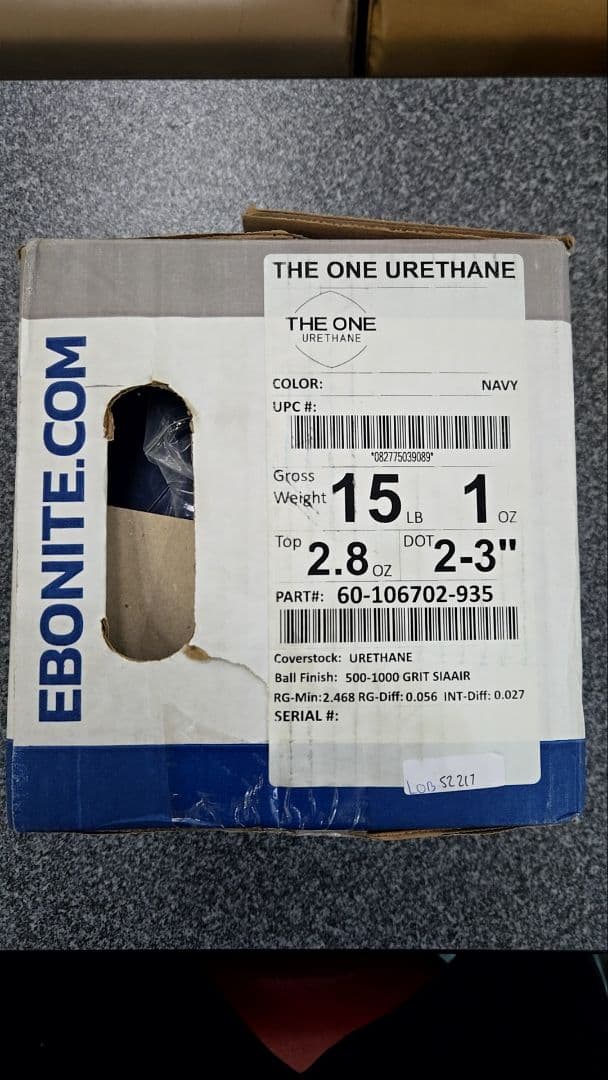 EBONITE.COM
THE ONE URETHANE
THE ONE
URETHANE
COLOR: NAVY
UPC #:
*082775039089*
Gross Weight 15 LB 1 OZ
Top 2.8 OZ DOT 2-3"
PART#: 60-106702-935
Coverstock: URETHANE
Ball Finish: 500-1000 GRIT SIAAIR
RG-Min:2.468 RG-Diff: 0.056 INT-Diff: 0.027
SERIAL #:
LOB 52217